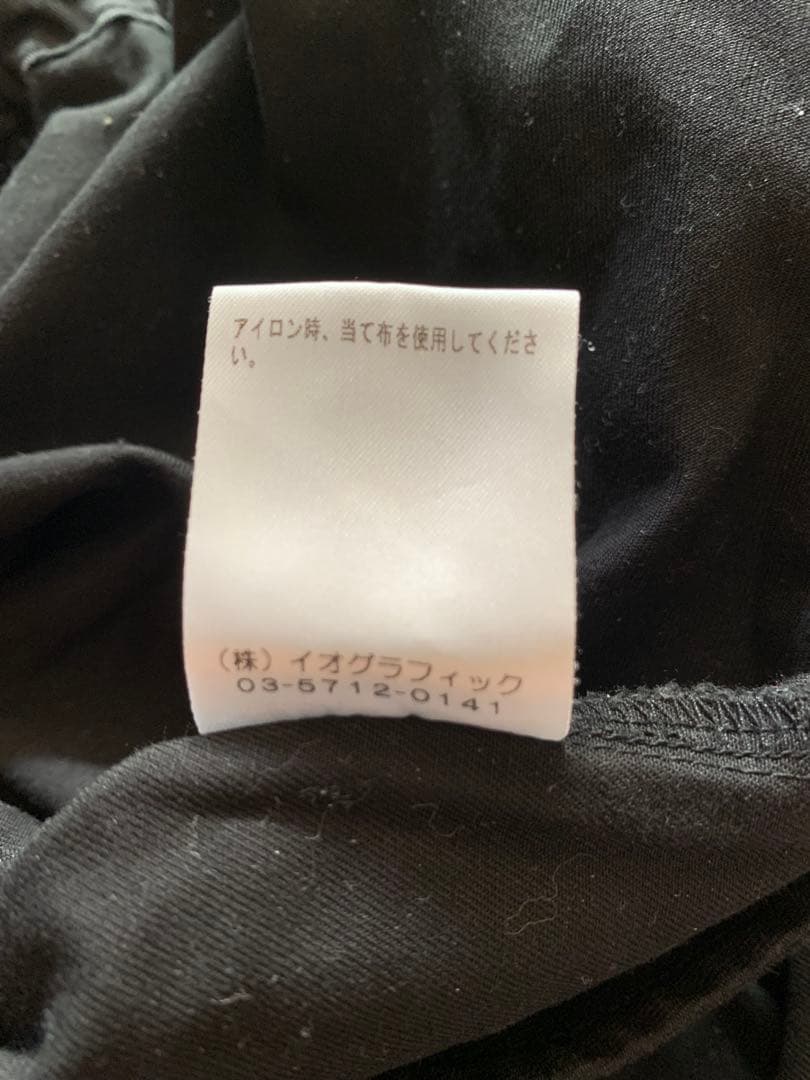 アイロン時、当て布を使用してくださ
い。
（株）イオグラフィック
03-5712-0141